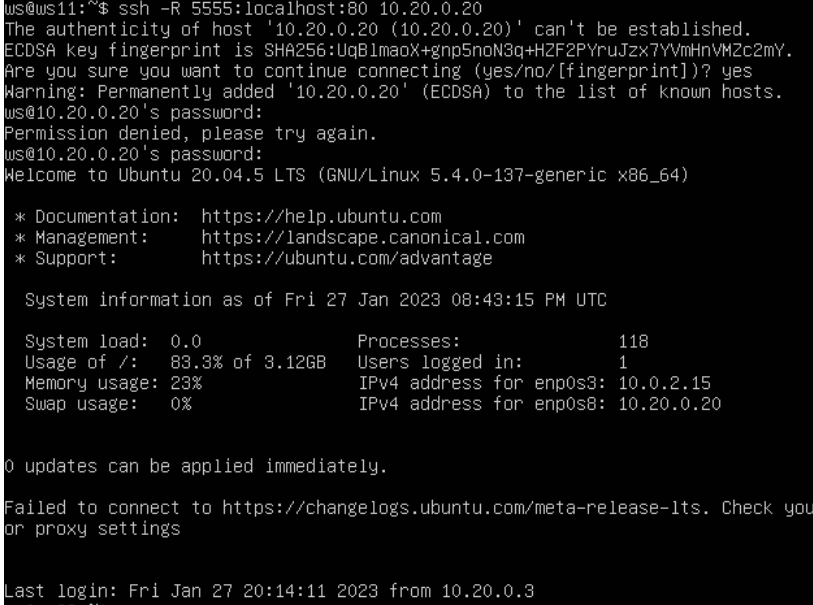 ws@ws11:~$ ssh -R 5555:localhost:80 10.20.0.20
The authenticity of host '10.20.0.20 (10.20.0.20)' can't be established.
ECDSA key fingerprint is SHA256:UqBlmaoX+gnp5noN3q+HZF2PYruJzx7YVmHnVMZc2mY.
Are you sure you want to continue connecting (yes/no/[fingerprint])? yes
Warning: Permanently added '10.20.0.20' (ECDSA) to the list of known hosts.
ws@10.20.0.20's password:
Permission denied, please try again.
ws@10.20.0.20's password:
Welcome to Ubuntu 20.04.5 LTS (GNU/Linux 5.4.0-137-generic x86_64)
* Documentation: https://help.ubuntu.com
* Management: https://landscape.canonical.com
* Support: https://ubuntu.com/advantage
System information as of Fri 27 Jan 2023 08:43:15 PM UTC
System load: 0.0 Processes: 118
Usage of /: 83.3% of 3.12GB Users logged in: 1
Memory usage: 23% IPv4 address for enp0s3: 10.0.2.15
Swap usage: 0% IPv4 address for enp0s8: 10.20.0.20
0 updates can be applied immediately.
Failed to connect to https://changelogs.ubuntu.com/meta-release-lts. Check you
or proxy settings
Last login: Fri Jan 27 20:14:11 2023 from 10.20.0.3